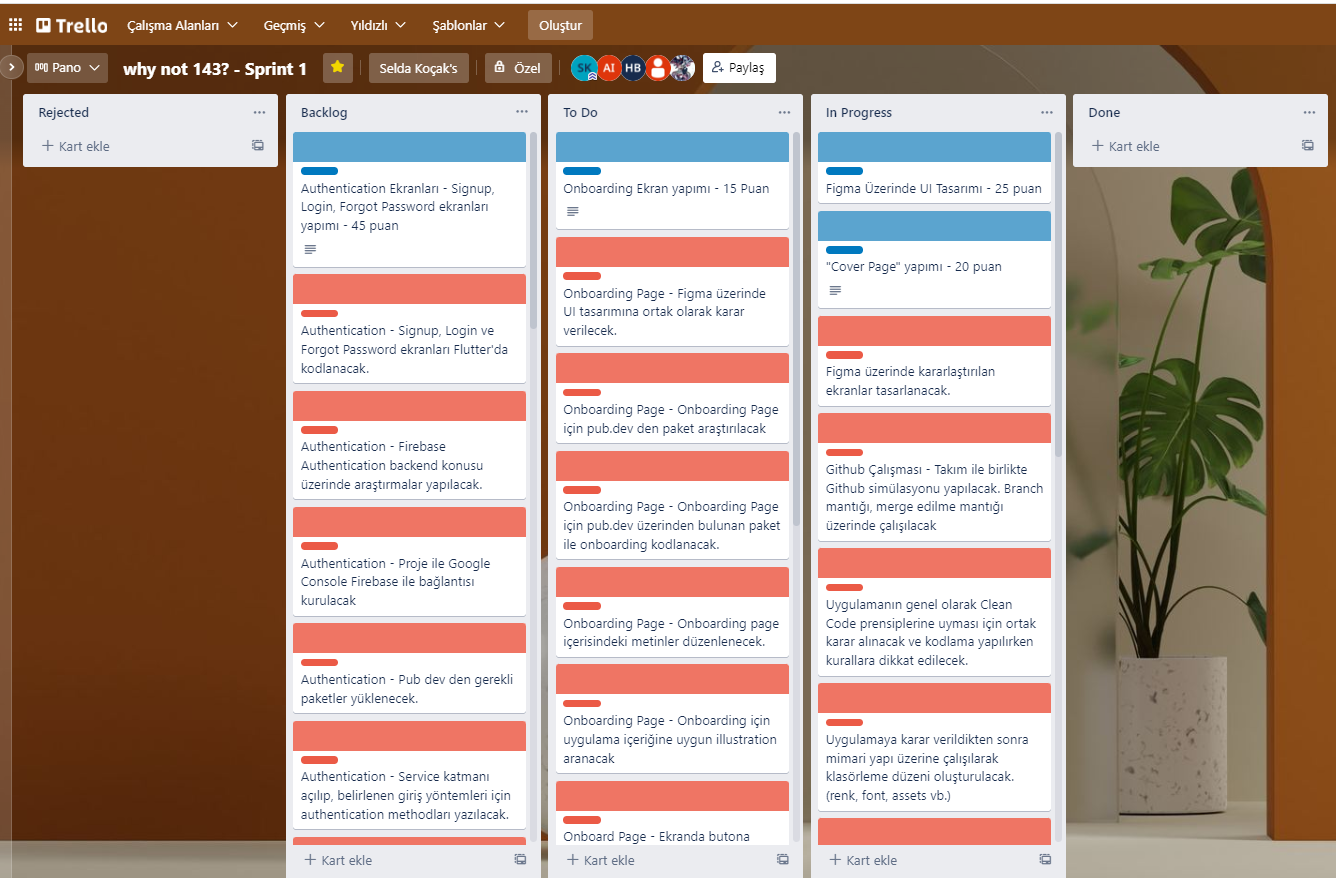 Trello
Çalışma Alanları
Geçmiş
Yıldızlı
Şablonlar
Oluştur
Pano
why not 143? - Sprint 1
Selda Koçak's
Özel
SK
AI
HB
Paylaş
Rejected
Kart ekle
Backlog
Authentication Ekranları - Signup,
Login, Forgot Password ekranları
yapımı - 45 puan
Authentication - Signup, Login ve
Forgot Password ekranları Flutter'da
kodlanacak.
Authentication - Firebase
Authentication backend konusu
üzerinde araştırmalar yapılacak.
Authentication - Proje ile Google
Console Firebase ile bağlantısı
kurulacak
Authentication - Pub dev den gerekli
paketler yüklenecek.
Authentication - Service katmanı
açılıp, belirlenen giriş yöntemleri için
authentication methodları yazılacak.
Kart ekle
To Do
Onboarding Ekran yapımı - 15 Puan
Onboarding Page - Figma üzerinde
UI tasarımına ortak olarak karar
verilecek.
Onboarding Page - Onboarding Page
için pub.dev den paket araştırılacak
Onboarding Page - Onboarding Page
için pub.dev üzerinden bulunan paket
ile onboarding kodlanacak.
Onboarding Page - Onboarding page
içerisindeki metinler düzenlenecek.
Onboarding Page - Onboarding için
uygulama içeriğine uygun illustration
aranacak
Onboard Page - Ekranda butona
Kart ekle
In Progress
Figma Üzerinde UI Tasarımı - 25 puan
"Cover Page" yapımı - 20 puan
Figma üzerinde kararlaştırılan
ekranlar tasarlanacak.
Github Çalışması - Takım ile birlikte
Github simülasyonu yapılacak. Branch
mantığı, merge edilme mantığı
üzerinde çalışılacak
Uygulamanın genel olarak Clean
Code prensiplerine uyması için ortak
karar alınacak ve kodlama yapılırken
kurallara dikkat edilecek.
Uygulamaya karar verildikten sonra
mimari yapı üzerine çalışılarak
klasörleme düzeni oluşturulacak.
(renk, font, assets vb.)
Kart ekle
Done
Kart ekle